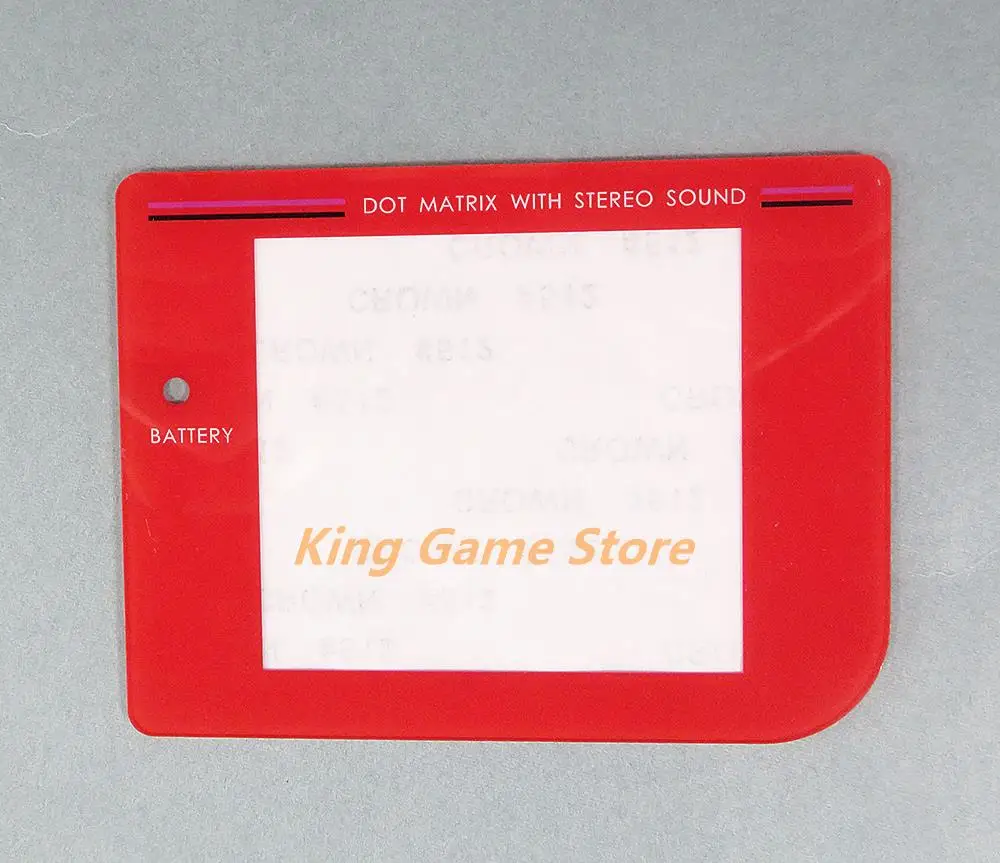 DOT MATRIX WITH STEREO SOUND
BATTERY
King Game Store